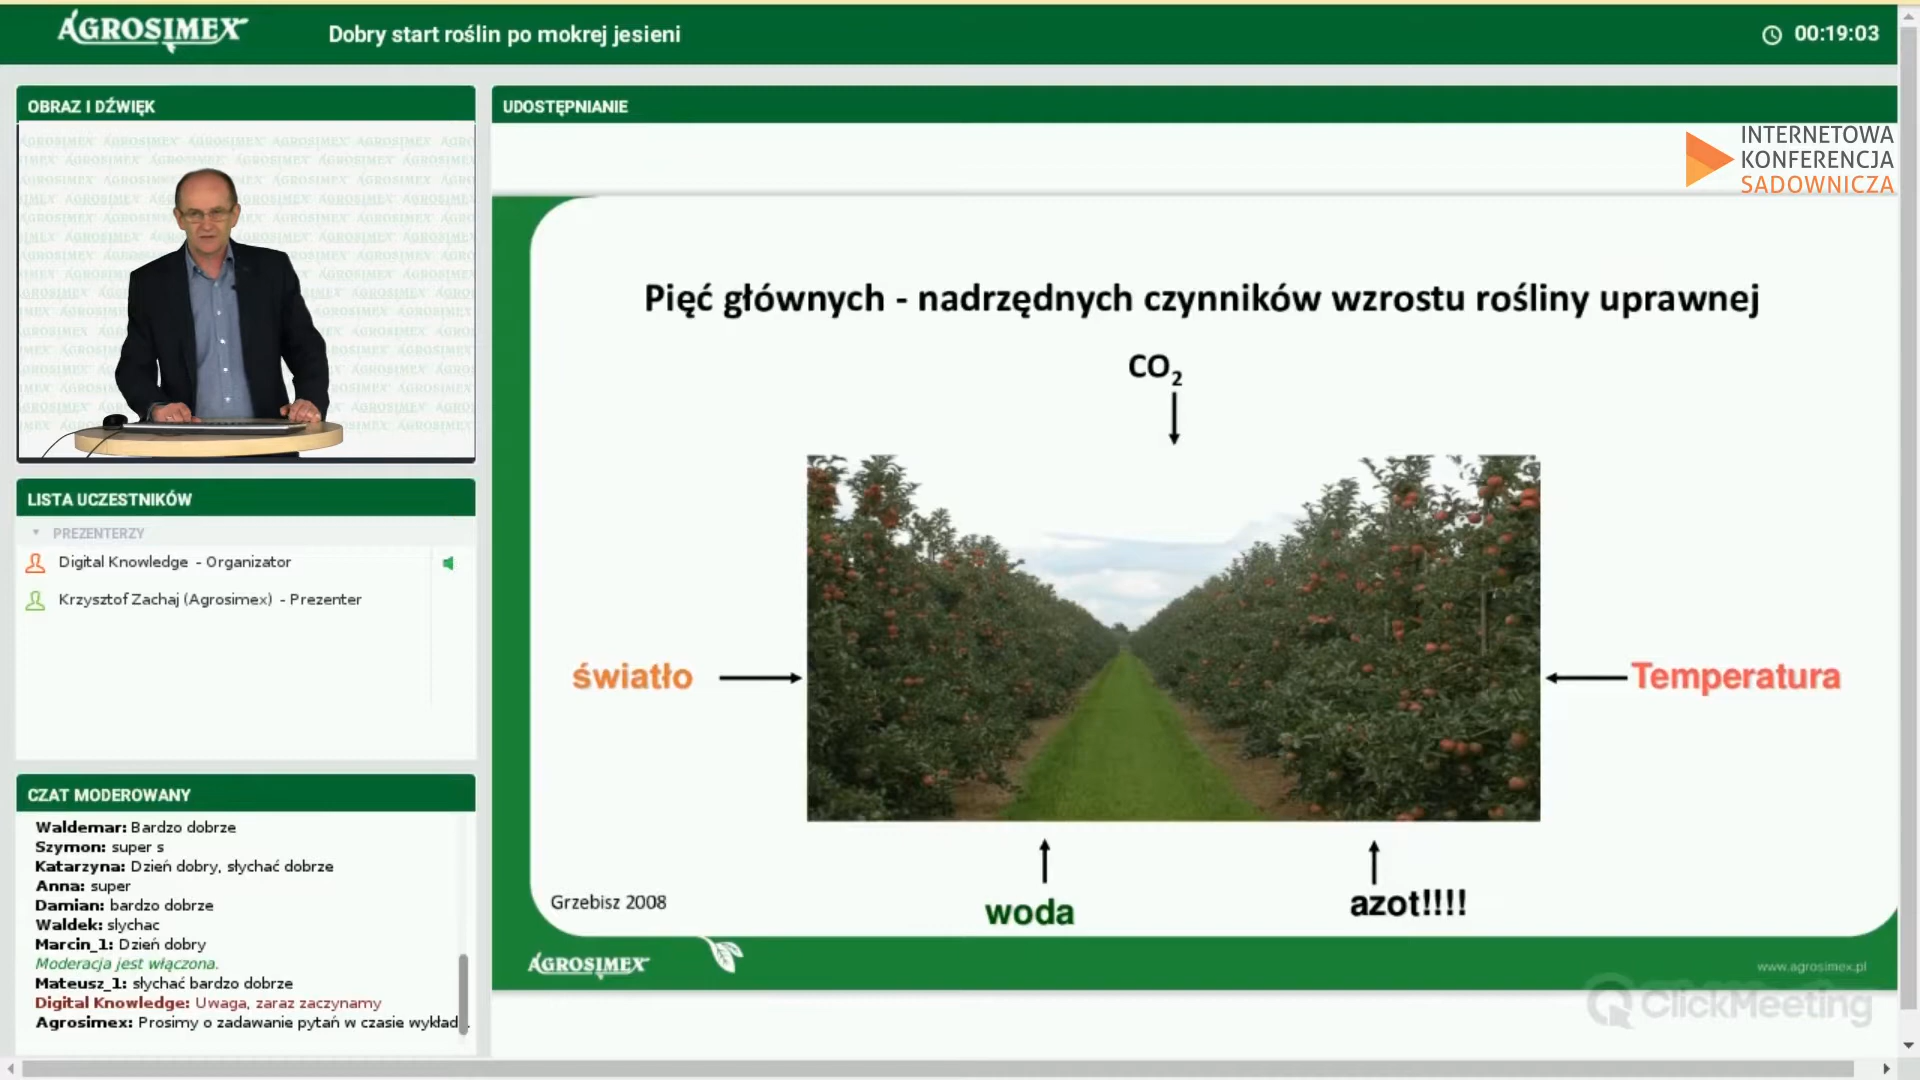 AGROSIMEX
Dobry start roślin po mokrej jesieni
00:19:03
OBRAZ I DŹWIĘK
UDOSTĘPNIANIE
INTERNETOWA
KONFERENCJA
SADOWNICZA
Pięć głównych - nadrzędnych czynników wzrostu rośliny uprawnej
CO2
światło
Temperatura
woda
azot!!!!
Grzebisz 2008
AGROSIMEX
www.agrosimex.pl
ClickMeeting
LISTA UCZESTNIKÓW
PREZENTERZY
Digital Knowledge - Organizator
Krzysztof Zachaj (Agrosimex) - Prezenter
CZAT MODEROWANY
Waldemar: Bardzo dobrze
Szymon: super s
Katarzyna: Dzień dobry, słychać dobrze
Anna: super
Damian: bardzo dobrze
Waldek: slychac
Marcin_1: Dzień dobry
Moderacja jest włączona.
Mateusz_1: słychać bardzo dobrze
Digital Knowledge: Uwaga, zaraz zaczynamy
Agrosimex: Prosimy o zadawanie pytań w czasie wykład